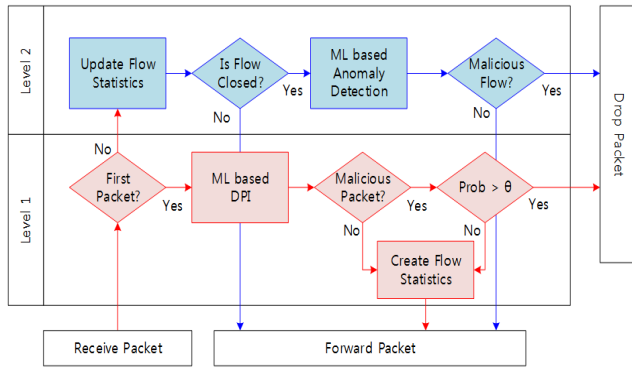 Level 2
Update Flow
Statistics
Is Flow
Closed?
Yes
No
ML based
Anomaly
Detection
Malicious
Flow?
Yes
No
Drop Packet
Level 1
No
First
Packet?
Yes
ML based
DPI
Malicious
Packet?
Yes
No
Prob > θ
Yes
No
Create Flow
Statistics
Receive Packet
Forward Packet